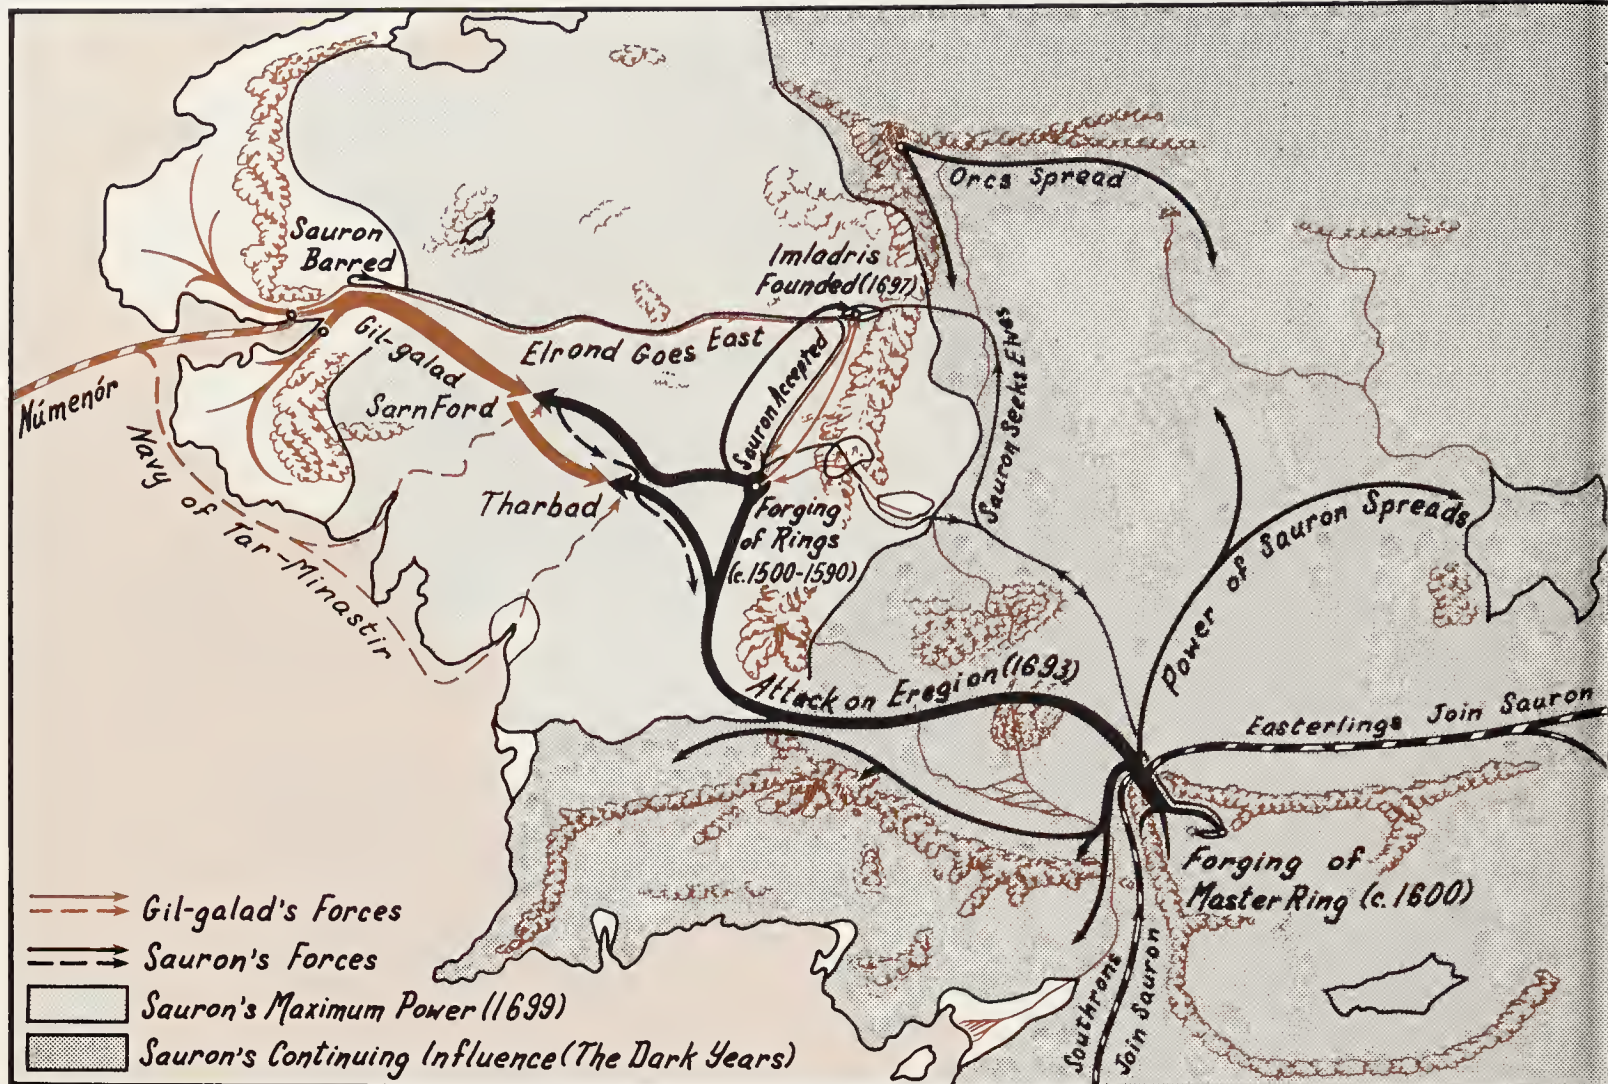 Orcs Spread
Sauron
Barred
Imladris
Founded (1697)
Elrond Goes East
Gil-galad
Sarn Ford
Sauron Accepted
Sauron Seeks Elves
Númenór
Navy of Tar-Minastir
Tharbad
Forging
of Rings
(c. 1500-1590)
Power of Sauron Spreads
Attack on Eregion (1693)
Easterlings Join Sauron
Forging of
Master Ring (c. 1600)
Southrons
Join Sauron
Gil-galad's Forces
Sauron's Forces
Sauron's Maximum Power (1699)
Sauron's Continuing Influence (The Dark Years)